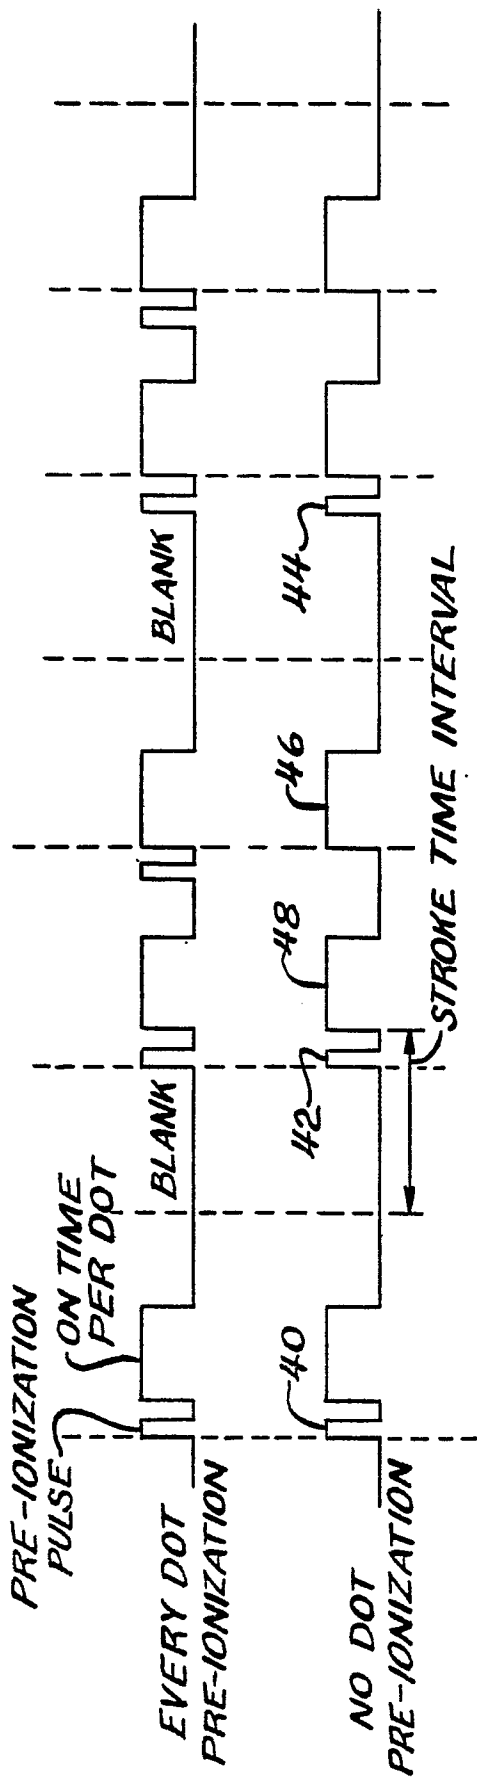 PRE-IONIZATION
PULSE
ON TIME
PER DOT
BLANK
BLANK
EVERY DOT
PRE-IONIZATION
40
42
48
46
44
NO DOT
PRE-IONIZATION
STROKE TIME INTERVAL